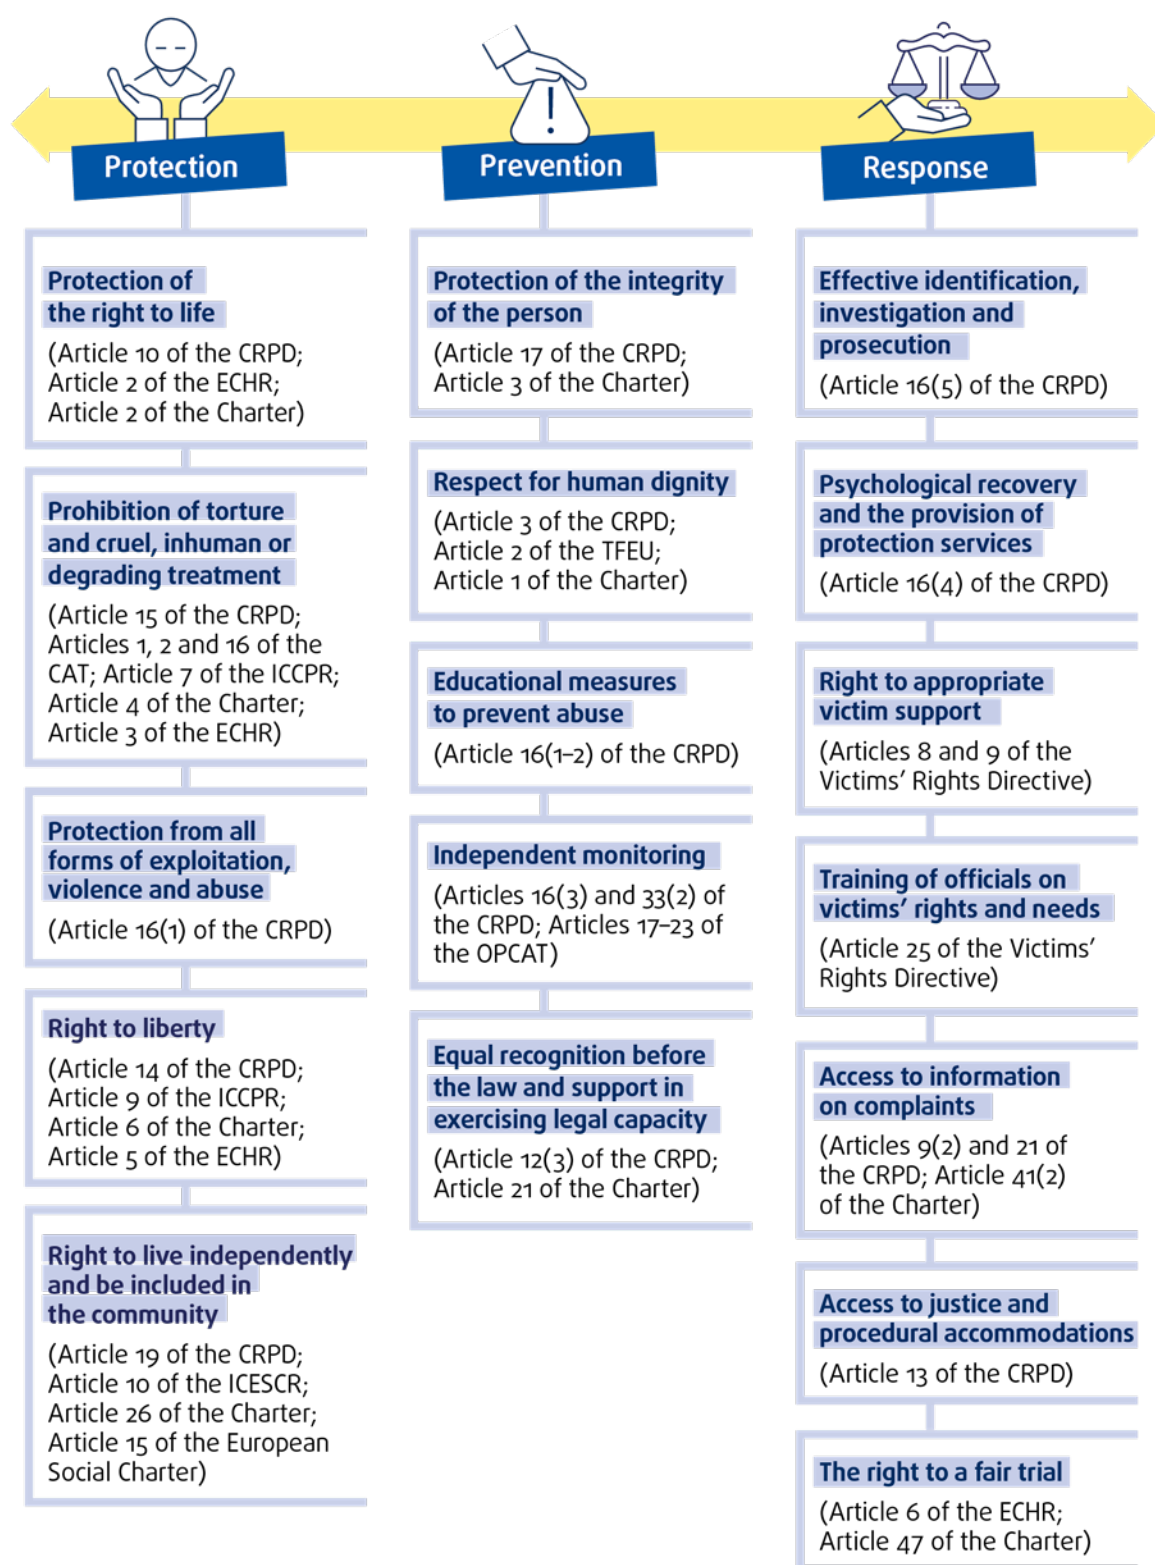 Protection
Protection of
the right to life
(Article 10 of the CRPD;
Article 2 of the ECHR;
Article 2 of the Charter)
Prohibition of torture
and cruel, inhuman or
degrading treatment
(Article 15 of the CRPD;
Articles 1, 2 and 16 of the
CAT; Article 7 of the ICCPR;
Article 4 of the Charter;
Article 3 of the ECHR)
Protection from all
forms of exploitation,
violence and abuse
(Article 16(1) of the CRPD)
Right to liberty
(Article 14 of the CRPD;
Article 9 of the ICCPR;
Article 6 of the Charter;
Article 5 of the ECHR)
Right to live independently
and be included in
the community
(Article 19 of the CRPD;
Article 10 of the ICESCR;
Article 26 of the Charter;
Article 15 of the European
Social Charter)
!
Prevention
Protection of the integrity
of the person
(Article 17 of the CRPD;
Article 3 of the Charter)
Respect for human dignity
(Article 3 of the CRPD;
Article 2 of the TFEU;
Article 1 of the Charter)
Educational measures
to prevent abuse
(Article 16(1–2) of the CRPD)
Independent monitoring
(Articles 16(3) and 33(2) of
the CRPD; Articles 17–23 of
the OPCAT)
Equal recognition before
the law and support in
exercising legal capacity
(Article 12(3) of the CRPD;
Article 21 of the Charter)
Response
Effective identification,
investigation and
prosecution
(Article 16(5) of the CRPD)
Psychological recovery
and the provision of
protection services
(Article 16(4) of the CRPD)
Right to appropriate
victim support
(Articles 8 and 9 of the
Victims’ Rights Directive)
Training of officials on
victims’ rights and needs
(Article 25 of the Victims’
Rights Directive)
Access to information
on complaints
(Articles 9(2) and 21 of
the CRPD; Article 41(2)
of the Charter)
Access to justice and
procedural accommodations
(Article 13 of the CRPD)
The right to a fair trial
(Article 6 of the ECHR;
Article 47 of the Charter)